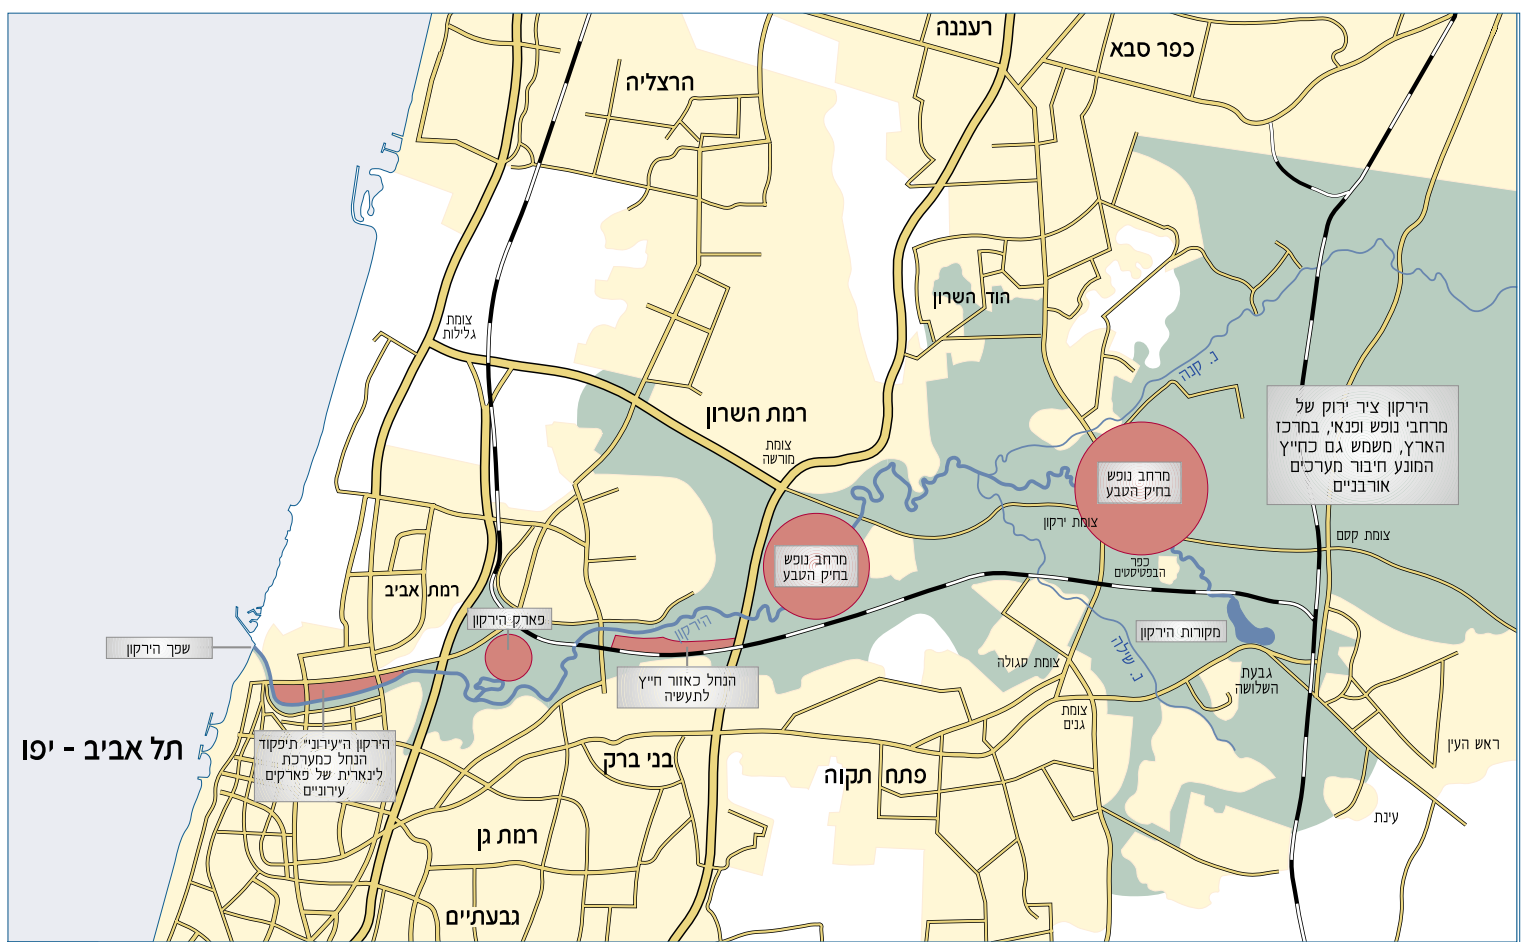 רעננה
כפר סבא
הרצליה
הוד השרון
צומת
גלילות
נ. קנה
הירקון ציר ירוק של
מרחבי נופש ופנאי, במרכז
הארץ, משמש גם כחייץ
המונע חיבור מערכים
אורבניים
רמת השרון
צומת
מורשה
מרחב נופש
בחיק הטבע
צומת ירקון
צומת קסם
מרחב נופש
בחיק הטבע
כפר
הבפטיסטים
רמת אביב
פארק הירקון
הירקון
מקורות הירקון
שפך הירקון
נ. שילה
צומת סגולה
הנחל כאזור חייץ
לתעשיה
גבעת
השלושה
צומת
גנים
תל אביב - יפו
הירקון ה"עירוני" תיפקוד
הנחל כמערכת
לינארית של פארקים
עירוניים
בני ברק
פתח תקוה
ראש העין
עינת
רמת גן
גבעתיים